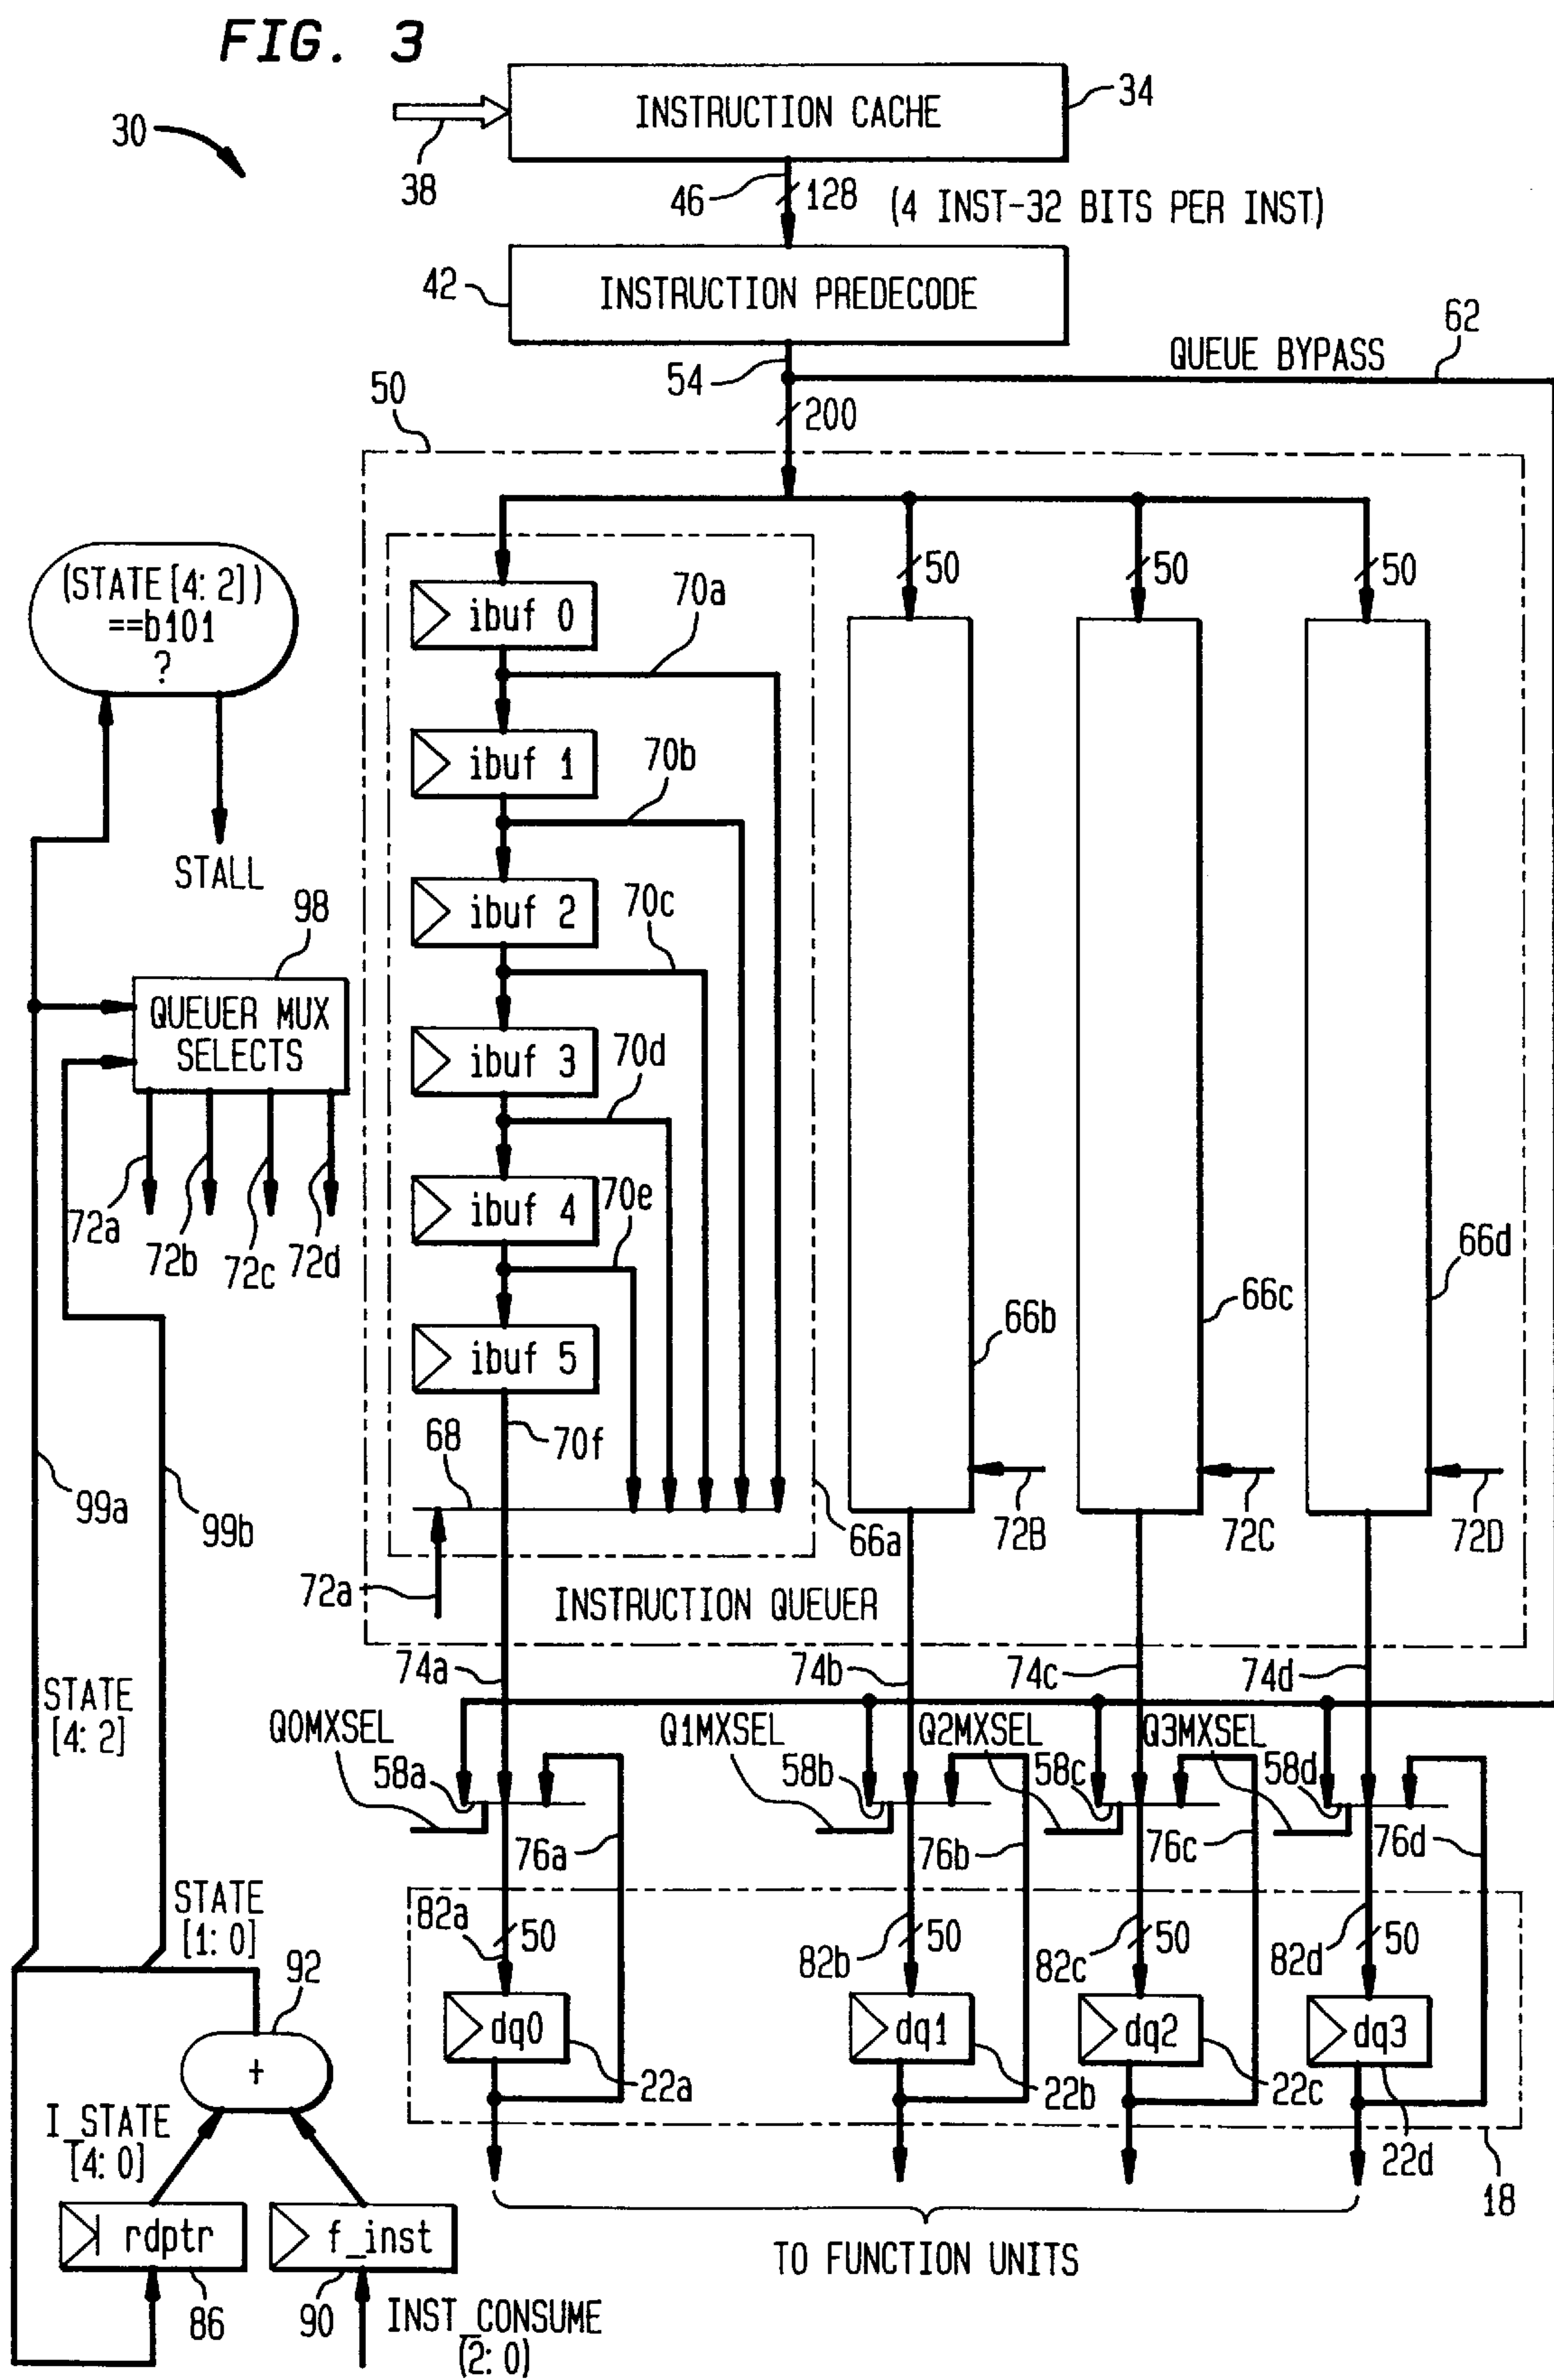 FIG. 3
30
INSTRUCTION CACHE
34
38
46
128 (4 INST-32 BITS PER INST)
42
INSTRUCTION PREDECODE
54
QUEUE BYPASS
62
50
200
50
50
50
(STATE[4:2])
==b101
?
STALL
ibuf 0
70a
ibuf 1
70b
ibuf 2
70c
98
QUEUER MUX
SELECTS
ibuf 3
70d
72a
72b
72c
72d
ibuf 4
70e
66d
66c
66b
ibuf 5
68
70f
99a
99b
66a
72B
72C
72D
72a
INSTRUCTION QUEUER
74a
74b
74c
74d
STATE
[4:2]
Q0MXSEL
Q1MXSEL
Q2MXSEL
Q3MXSEL
58a
58b
58c
58d
76a
76b
76c
76d
STATE
[1:0]
82a
50
82b
50
82c
50
82d
50
92
+
dq0
dq1
dq2
dq3
22a
22b
22c
22d
I_STATE
[4:0]
18
rdptr
f_inst
TO FUNCTION UNITS
86
90
INST_CONSUME
(2:0)